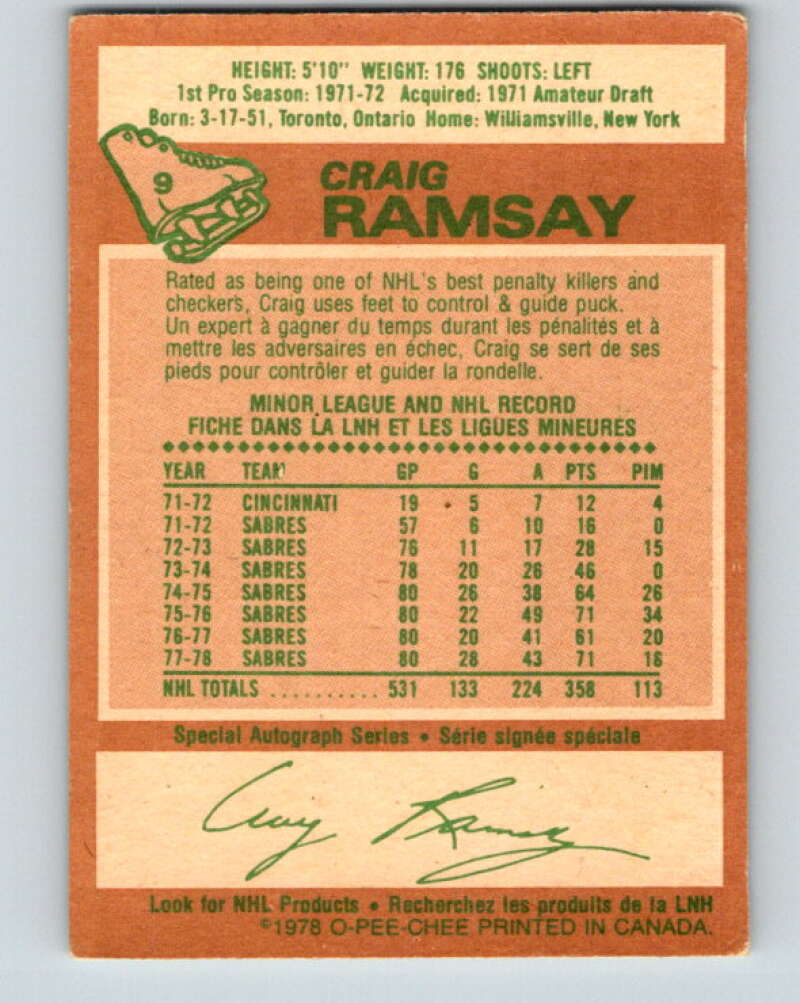 HEIGHT: 5'10" WEIGHT: 176 SHOOTS: LEFT
1st Pro Season: 1971-72 Acquired: 1971 Amateur Draft
Born: 3-17-51, Toronto, Ontario Home: Williamsville, New York
9
CRAIG
RAMSAY
Rated as being one of NHL's best penalty killers and
checkers, Craig uses feet to control & guide puck.
Un expert à gagner du temps durant les pénalités et à
mettre les adversaires en échec, Craig se sert de ses
pieds pour contrôler et guider la rondelle.
MINOR LEAGUE AND NHL RECORD
FICHE DANS LA LNH ET LES LIGUES MINEURES
YEAR TEAM GP G A PTS PIM
71-72 CINCINNATI 19 5 7 12 4
71-72 SABRES 57 6 10 16 0
72-73 SABRES 76 11 17 28 15
73-74 SABRES 78 20 26 46 0
74-75 SABRES 80 26 38 64 26
75-76 SABRES 80 22 49 71 34
76-77 SABRES 80 20 41 61 20
77-78 SABRES 80 28 43 71 18
NHL TOTALS .......... 531 133 224 358 113
Special Autograph Series • Série signée spéciale
Craig Ramsay
Look for NHL Products • Recherchez les produits de la LNH
©1978 O-PEE-CHEE PRINTED IN CANADA.